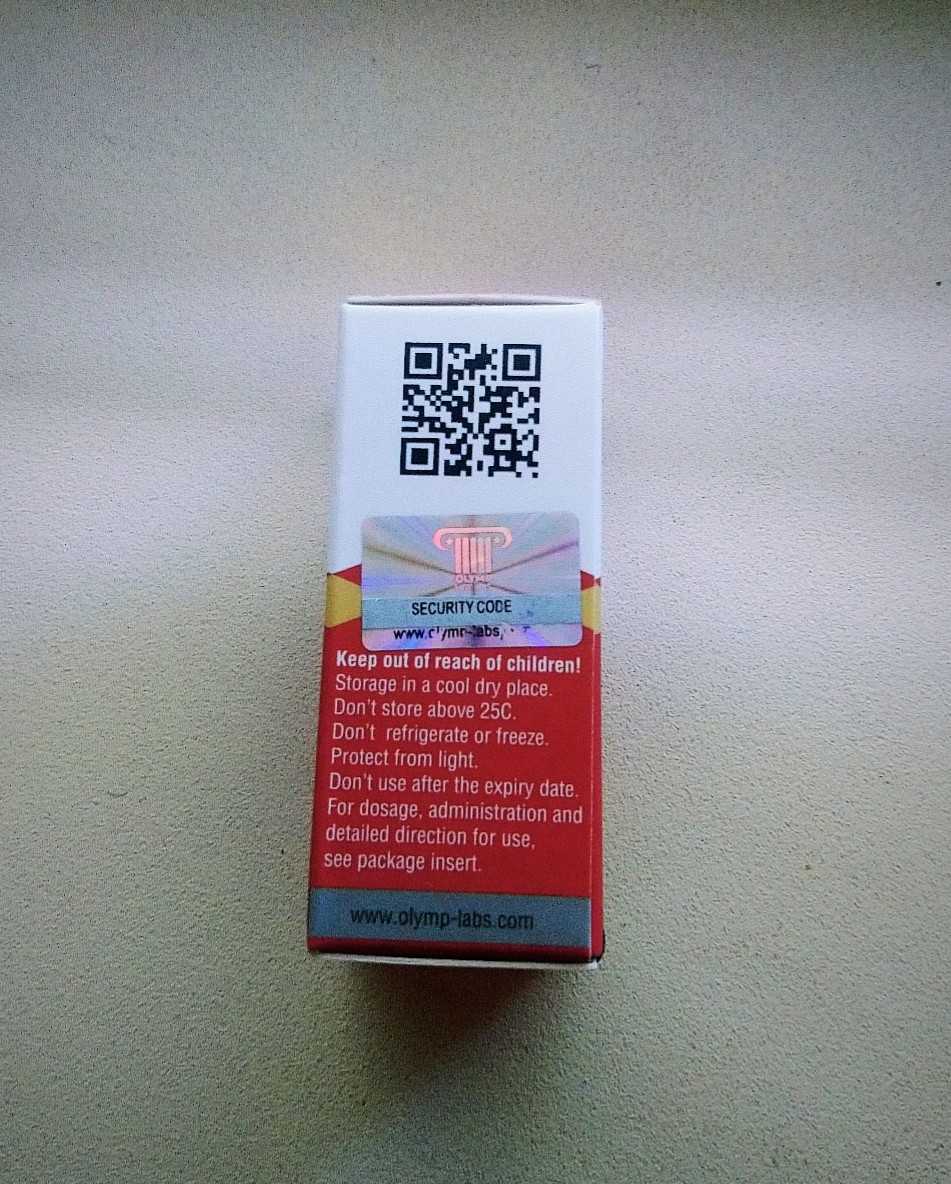 OLYMP
SECURITY CODE
Keep out of reach of children!
Storage in a cool dry place.
Don't store above 25C.
Don't refrigerate or freeze.
Protect from light.
Don't use after the expiry date.
For dosage, administration and
detailed direction for use,
see package insert.
www.olymp-labs.com